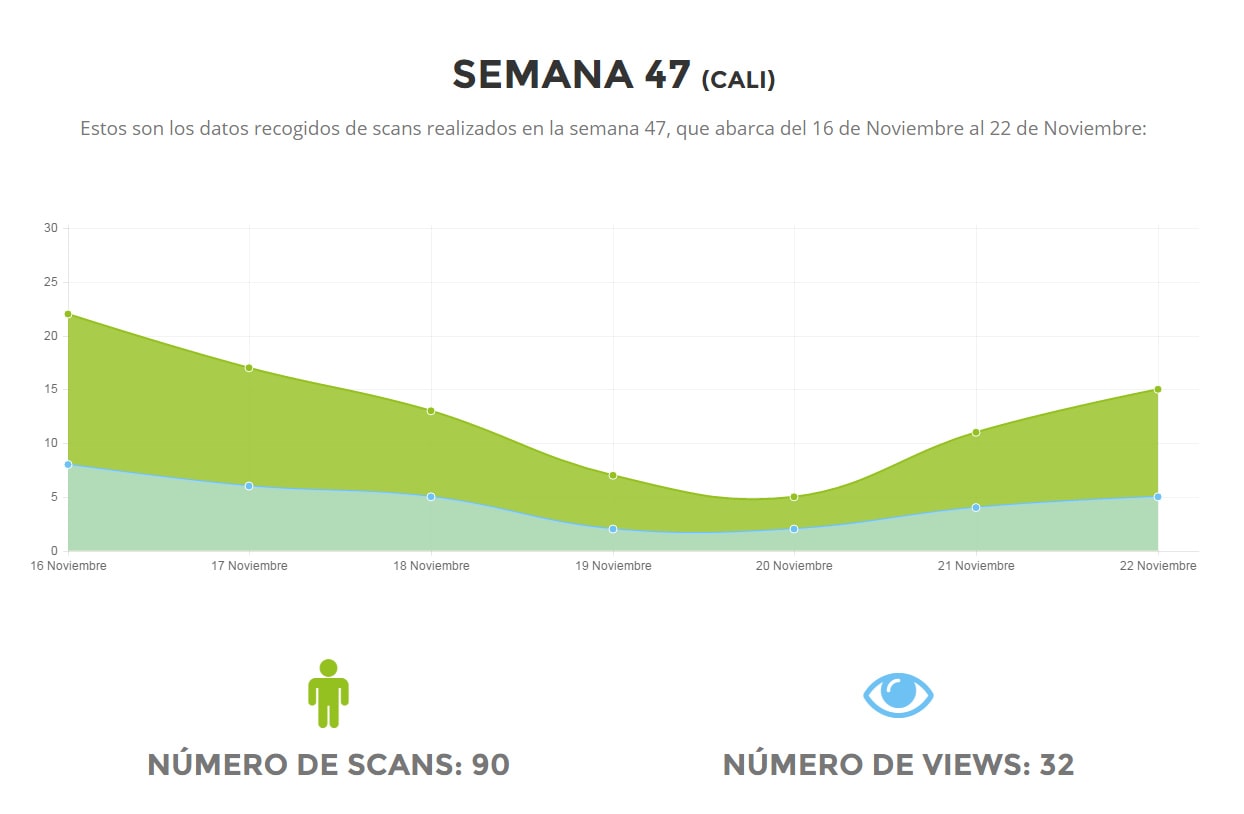 SEMANA 47 (CALI)
Estos son los datos recogidos de scans realizados en la semana 47, que abarca del 16 de Noviembre al 22 de Noviembre:
30
25
20
15
10
5
0
16 Noviembre 17 Noviembre 18 Noviembre 19 Noviembre 20 Noviembre 21 Noviembre 22 Noviembre
NÚMERO DE SCANS: 90 NÚMERO DE VIEWS: 32